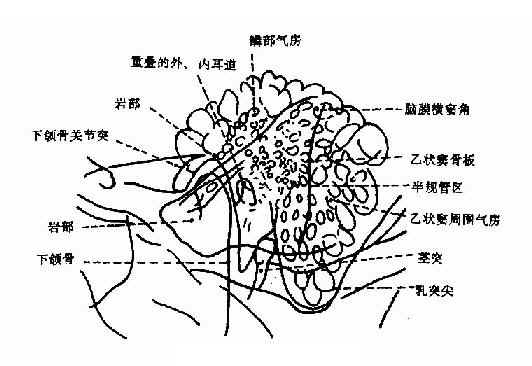 鳞部气房
重叠的外、内耳道
岩部
下颌骨关节突
脑膜横窦角
乙状窦骨板
半规管区
岩部
乙状窦周围气房
下颌骨
茎突
乳突尖